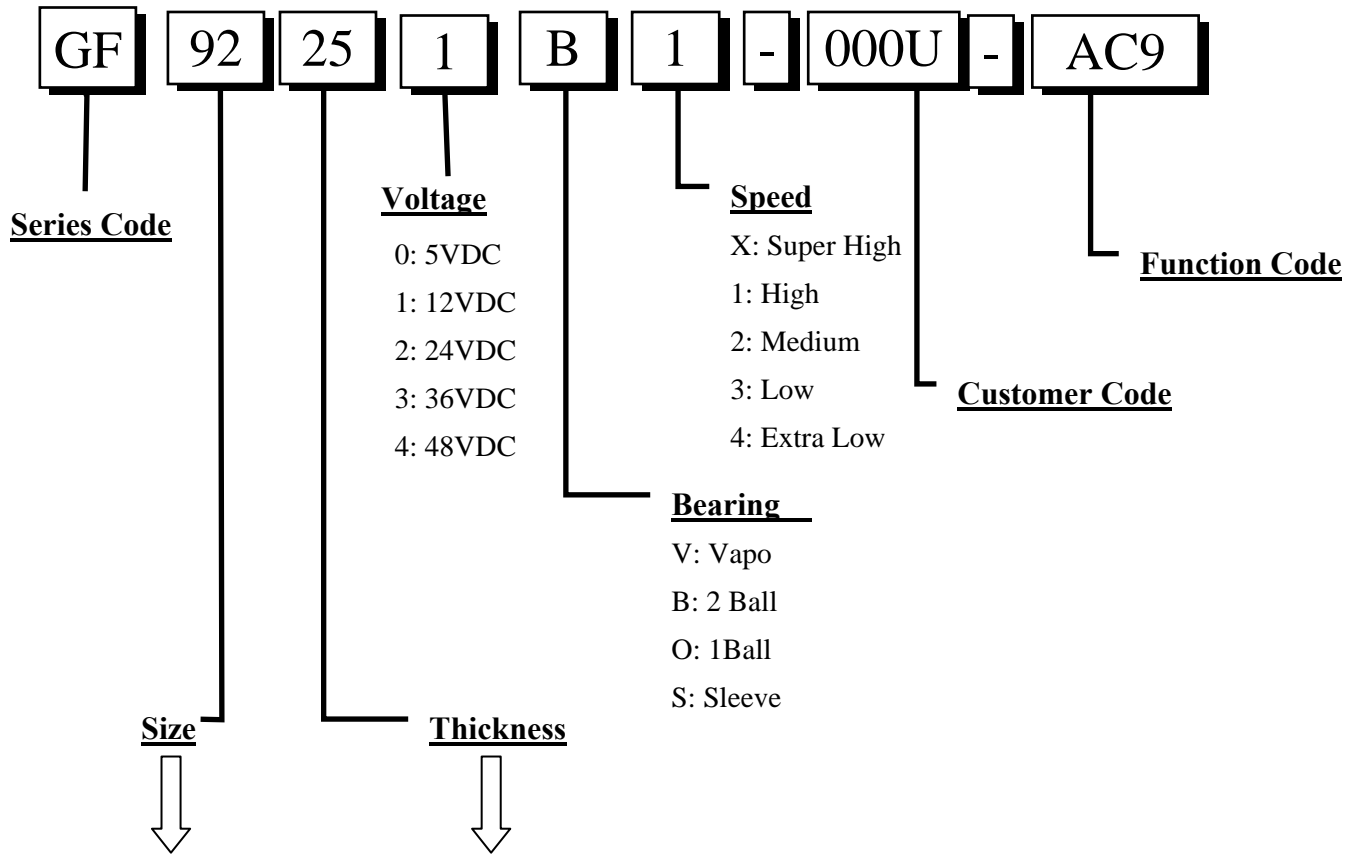 GF 92 25 1 B 1 - 000U - AC9
Series Code
Voltage
0: 5VDC
1: 12VDC
2: 24VDC
3: 36VDC
4: 48VDC
Speed
X: Super High
1: High
2: Medium
3: Low
4: Extra Low
Function Code
Customer Code
Bearing
V: Vapo
B: 2 Ball
O: 1Ball
S: Sleeve
Size
Thickness